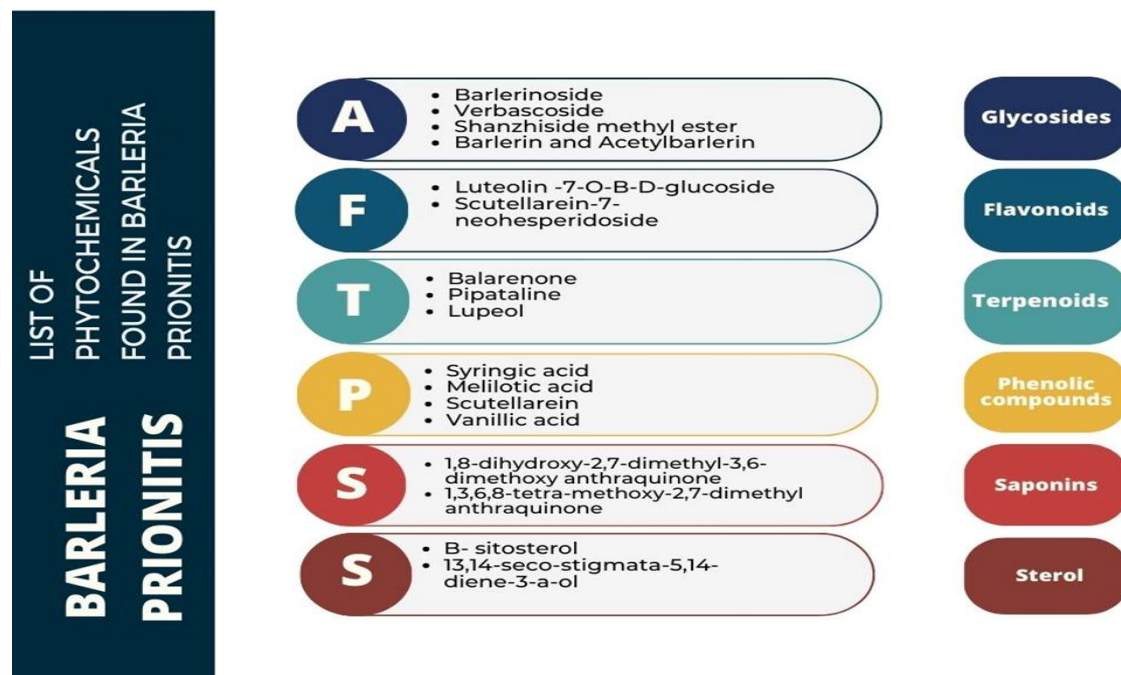 LIST OF
PHYTOCHEMICALS
FOUND IN BARLERIA
PRIONITIS
BARLERIA
PRIONITIS
A
• Barlerinoside
• Verbascoside
• Shanzhiside methyl ester
• Barlerin and Acetylbarlerin
Glycosides
F
• Luteolin -7-O-B-D-glucoside
• Scutellarein-7-
neohesperidoside
Flavonoids
T
• Balarenone
• Pipataline
• Lupeol
Terpenoids
P
• Syringic acid
• Melilotic acid
• Scutellarein
• Vanillic acid
Phenolic
compounds
S
• 1,8-dihydroxy-2,7-dimethyl-3,6-
dimethoxy anthraquinone
• 1,3,6,8-tetra-methoxy-2,7-dimethyl
anthraquinone
Saponins
S
• B- sitosterol
• 13,14-seco-stigmata-5,14-
diene-3-a-ol
Sterol